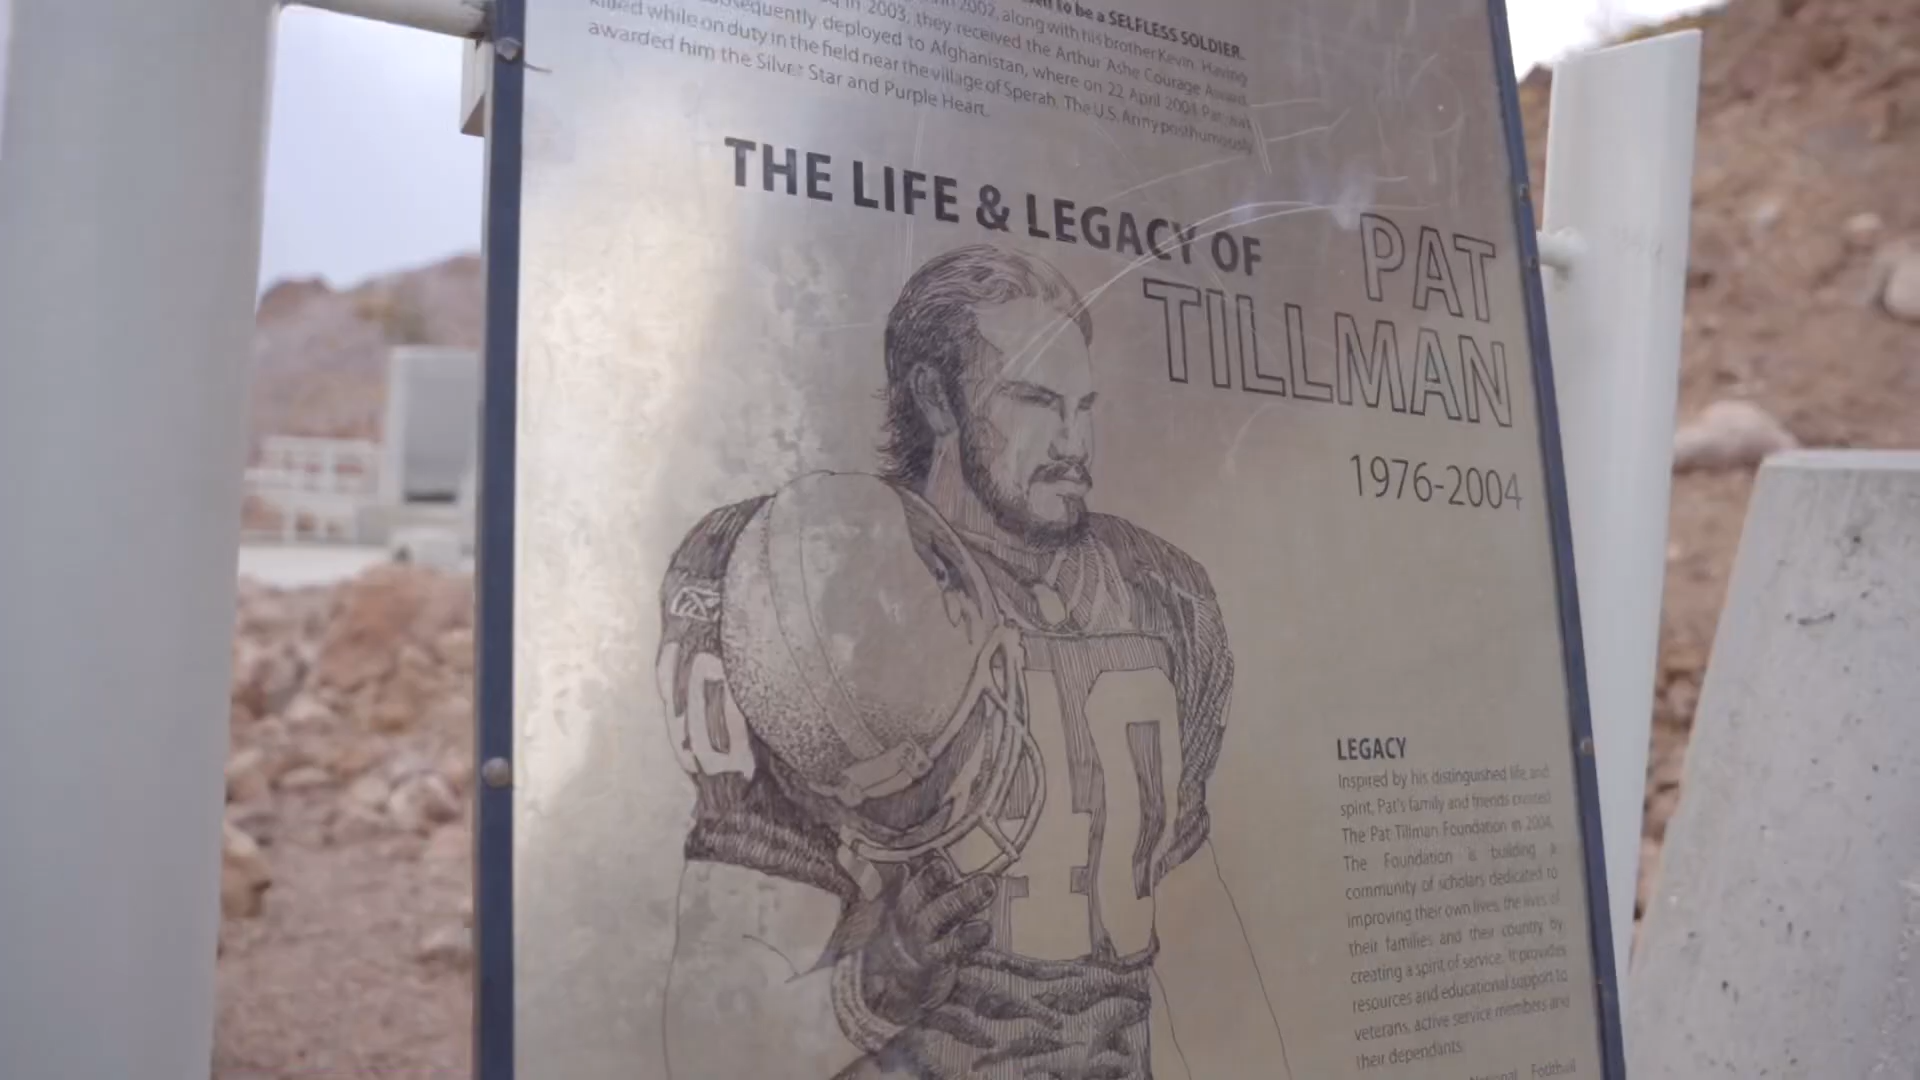 to be a SELFLESS SOLDIER.
2002, along with his brother Kevin. Having
in 2003, they received the Arthur Ashe Courage Award.
subsequently deployed to Afghanistan, where on 22 April 2004 Pat was
killed while on duty in the field near the village of Sperah. The U.S. Army posthumously
awarded him the Silver Star and Purple Heart.
THE LIFE & LEGACY OF
PAT
TILLMAN
1976-2004
40
0
LEGACY
Inspired by his distinguished life and
spirit, Pat's family and friends created
The Pat Tillman Foundation in 2004.
The Foundation is building a
community of scholars dedicated to
improving their own lives, the lives of
their families and their country by
creating a spirit of service. It provides
resources and educational support to
veterans, active service members and
their dependants.
National Football